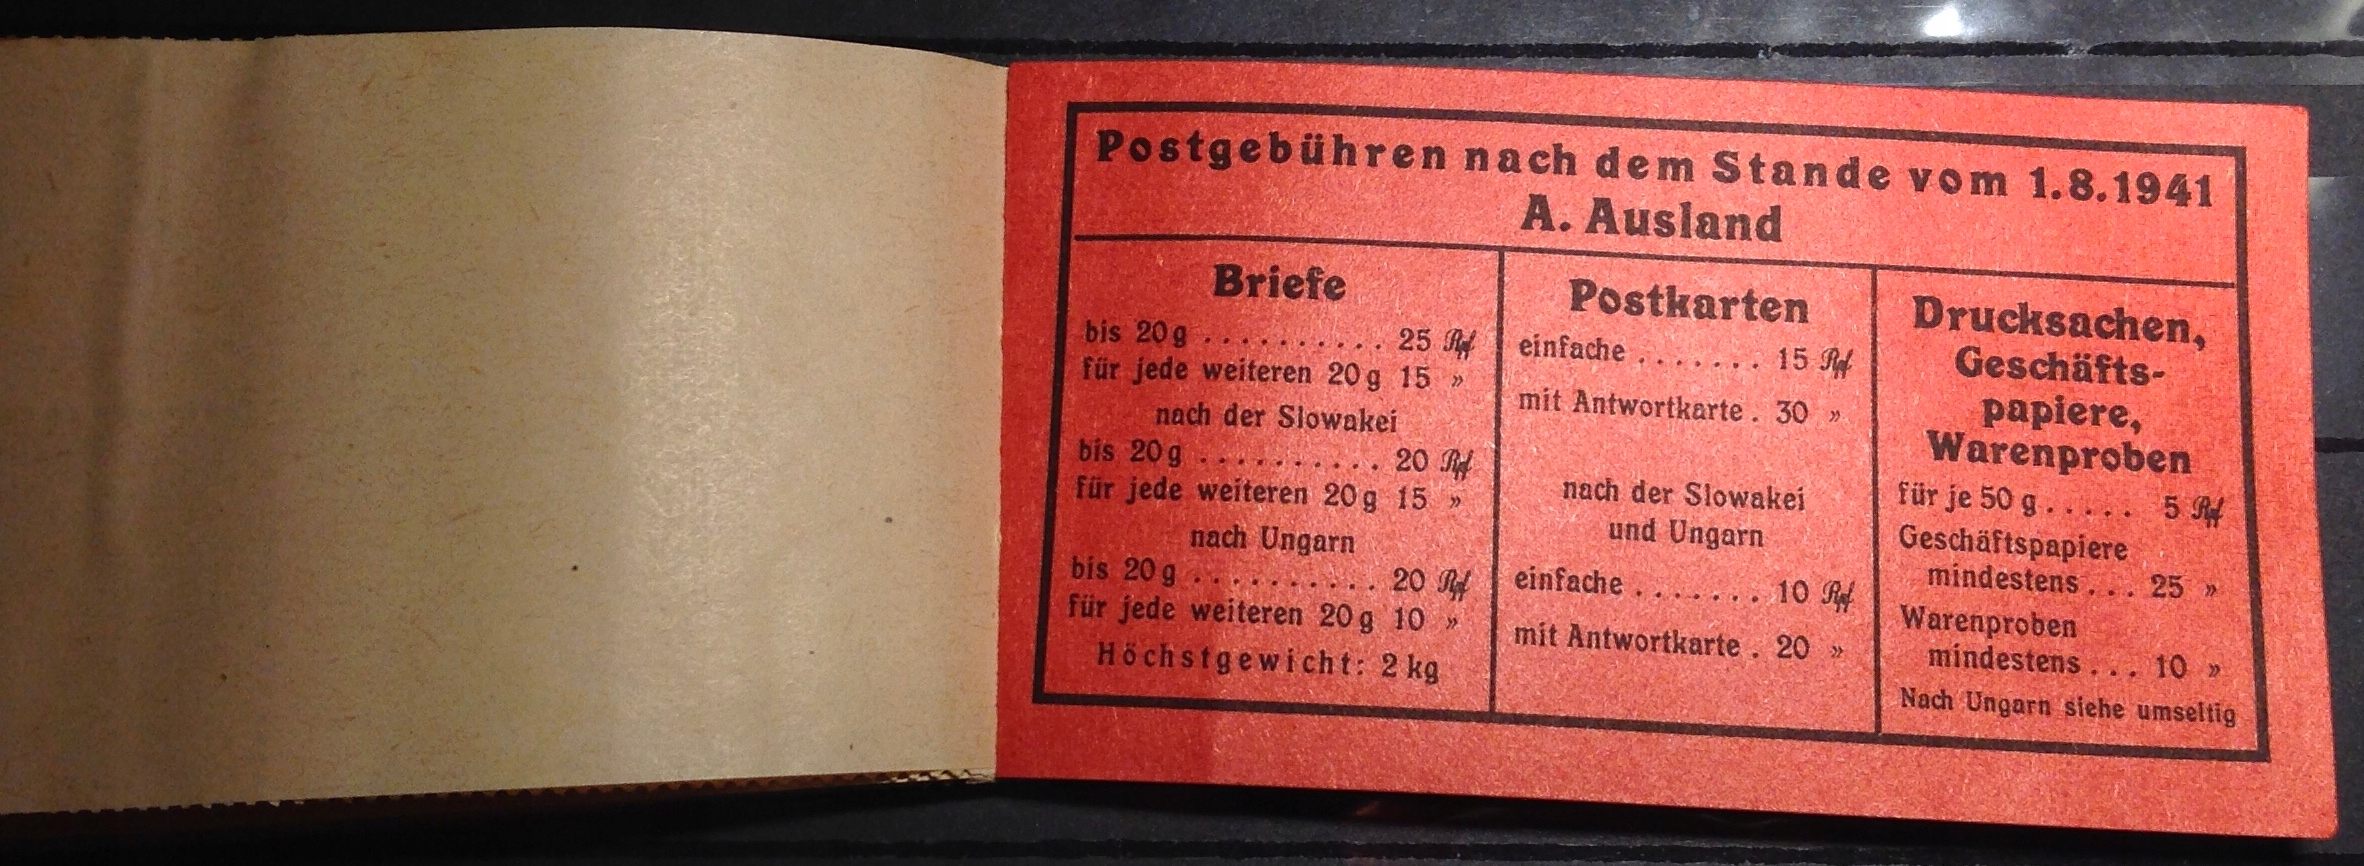 Postgebühren nach dem Stande vom 1.8.1941
A. Ausland
Briefe
bis 20 g .......... 25 Rpf
für jede weiteren 20 g 15 »
nach der Slowakei
bis 20 g .......... 20 Rpf
für jede weiteren 20 g 15 »
nach Ungarn
bis 20 g .......... 20 Rpf
für jede weiteren 20 g 10 »
Höchstgewicht: 2 kg
Postkarten
einfache ....... 15 Rpf
mit Antwortkarte . 30 »
nach der Slowakei
und Ungarn
einfache ....... 10 Rpf
mit Antwortkarte . 20 »
Drucksachen,
Geschäfts-
papiere,
Warenproben
für je 50 g ..... 5 Rpf
Geschäftspapiere
mindestens ... 25 »
Warenproben
mindestens ... 10 »
Nach Ungarn siehe umseitig